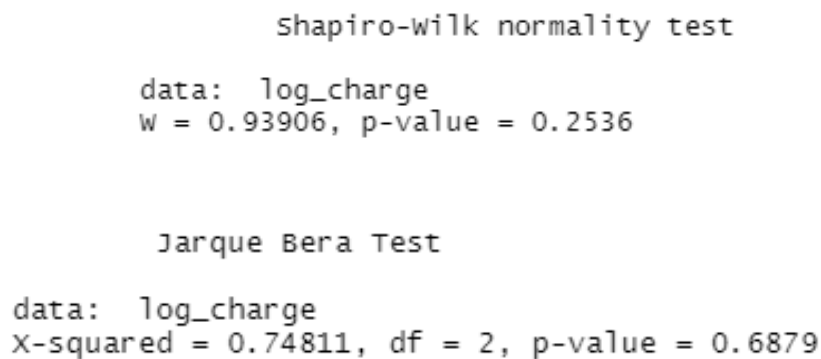 Shapiro-Wilk normality test
data: log_charge
W = 0.93906, p-value = 0.2536
Jarque Bera Test
data: log_charge
X-squared = 0.74811, df = 2, p-value = 0.6879